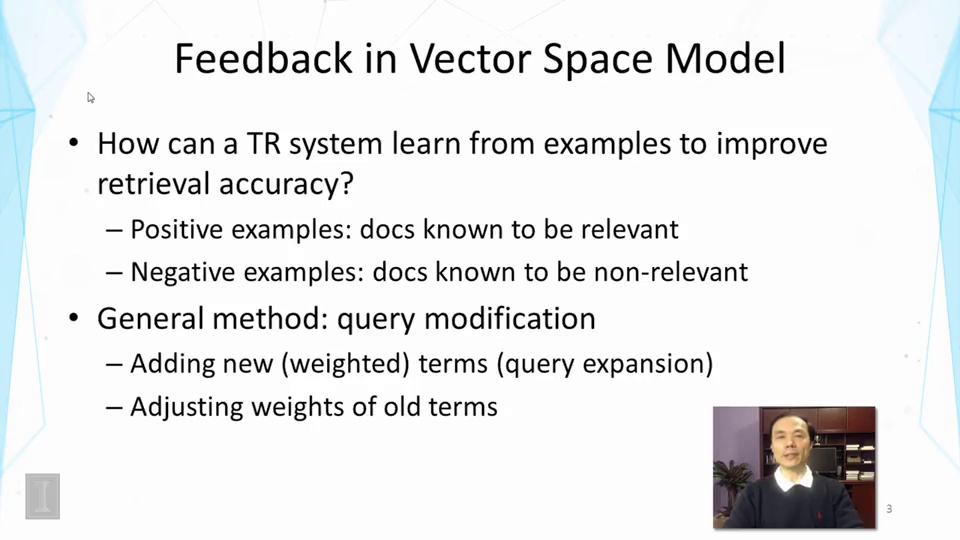 Feedback in Vector Space Model
• How can a TR system learn from examples to improve
retrieval accuracy?
– Positive examples: docs known to be relevant
– Negative examples: docs known to be non-relevant
• General method: query modification
– Adding new (weighted) terms (query expansion)
– Adjusting weights of old terms
I
3